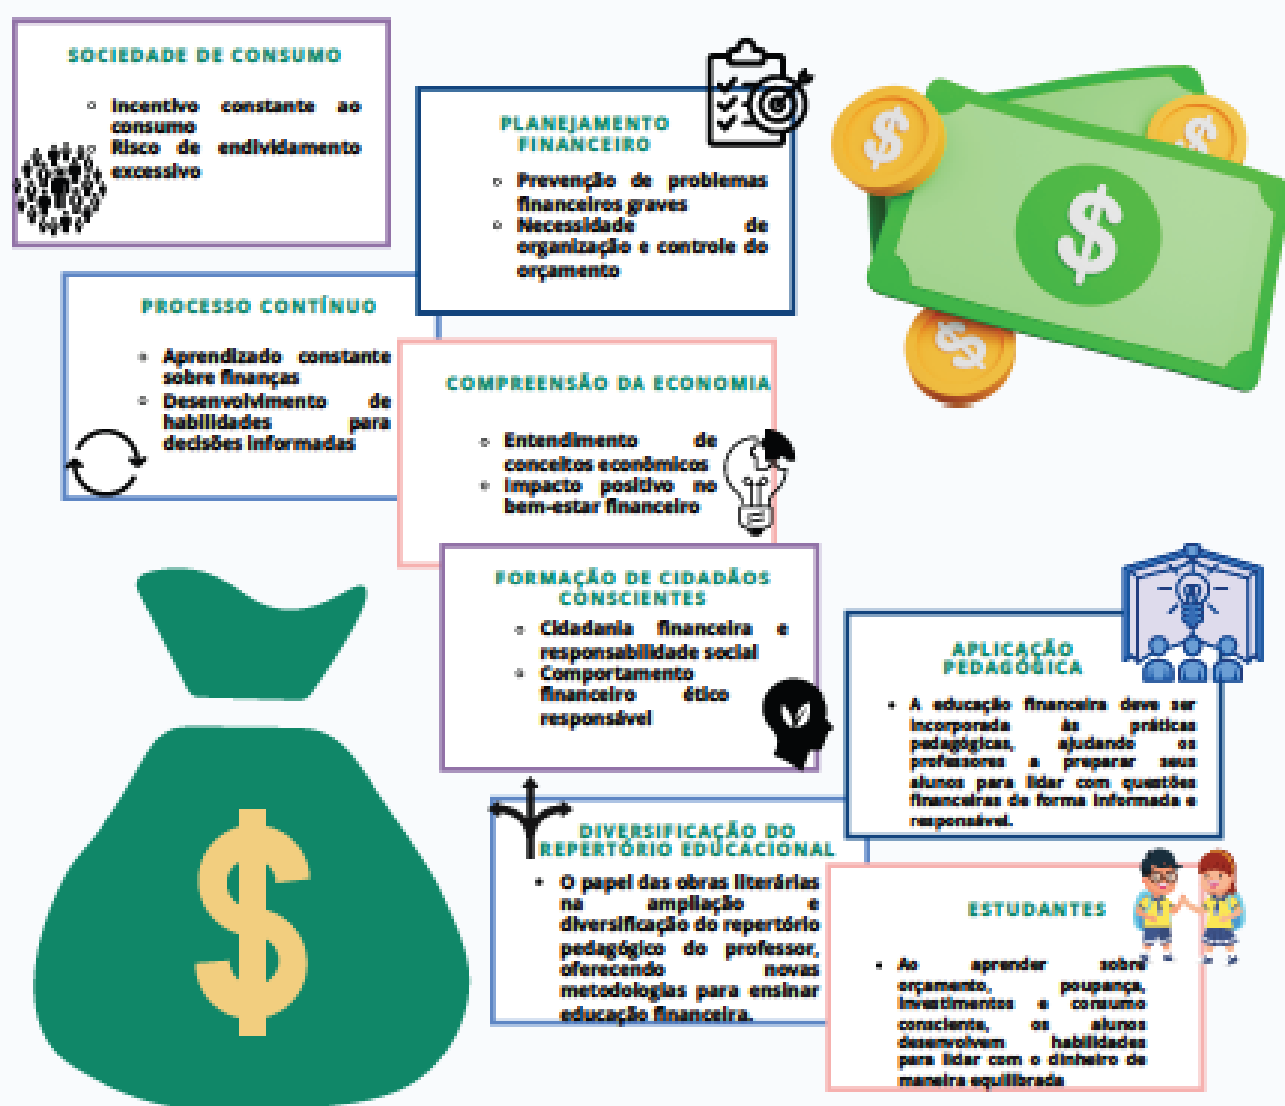 SOCIEDADE DE CONSUMO
Incentivo constante ao
consumo
Risco de endividamento
excessivo
PLANEJAMENTO
FINANCEIRO
Prevenção de problemas
financeiros graves
Necessidade de
organização e controle do
orçamento
PROCESSO CONTÍNUO
Aprendizado constante
sobre finanças
Desenvolvimento de
habilidades para
decisões informadas
COMPREENSÃO DA ECONOMIA
Entendimento de
conceitos econômicos
Impacto positivo no
bem-estar financeiro
FORMAÇÃO DE CIDADÃOS
CONSCIENTES
Cidadania financeira e
responsabilidade social
Comportamento
financeiro ético
responsável
APLICAÇÃO
PEDAGÓGICA
A educação financeira deve ser
incorporada às práticas
pedagógicas, ajudando os
professores a preparar seus
alunos para lidar com questões
financeiras de forma informada e
responsável.
DIVERSIFICAÇÃO DO
REPERTÓRIO EDUCACIONAL
O papel das obras literárias
na ampliação e
diversificação do repertório
pedagógico do professor,
oferecendo novas
metodologias para ensinar
educação financeira.
ESTUDANTES
Ao aprender sobre
orçamento, poupança,
investimentos e consumo
consciente, os alunos
desenvolvem habilidades
para lidar com o dinheiro de
maneira equilibrada
$
$
$
$
$